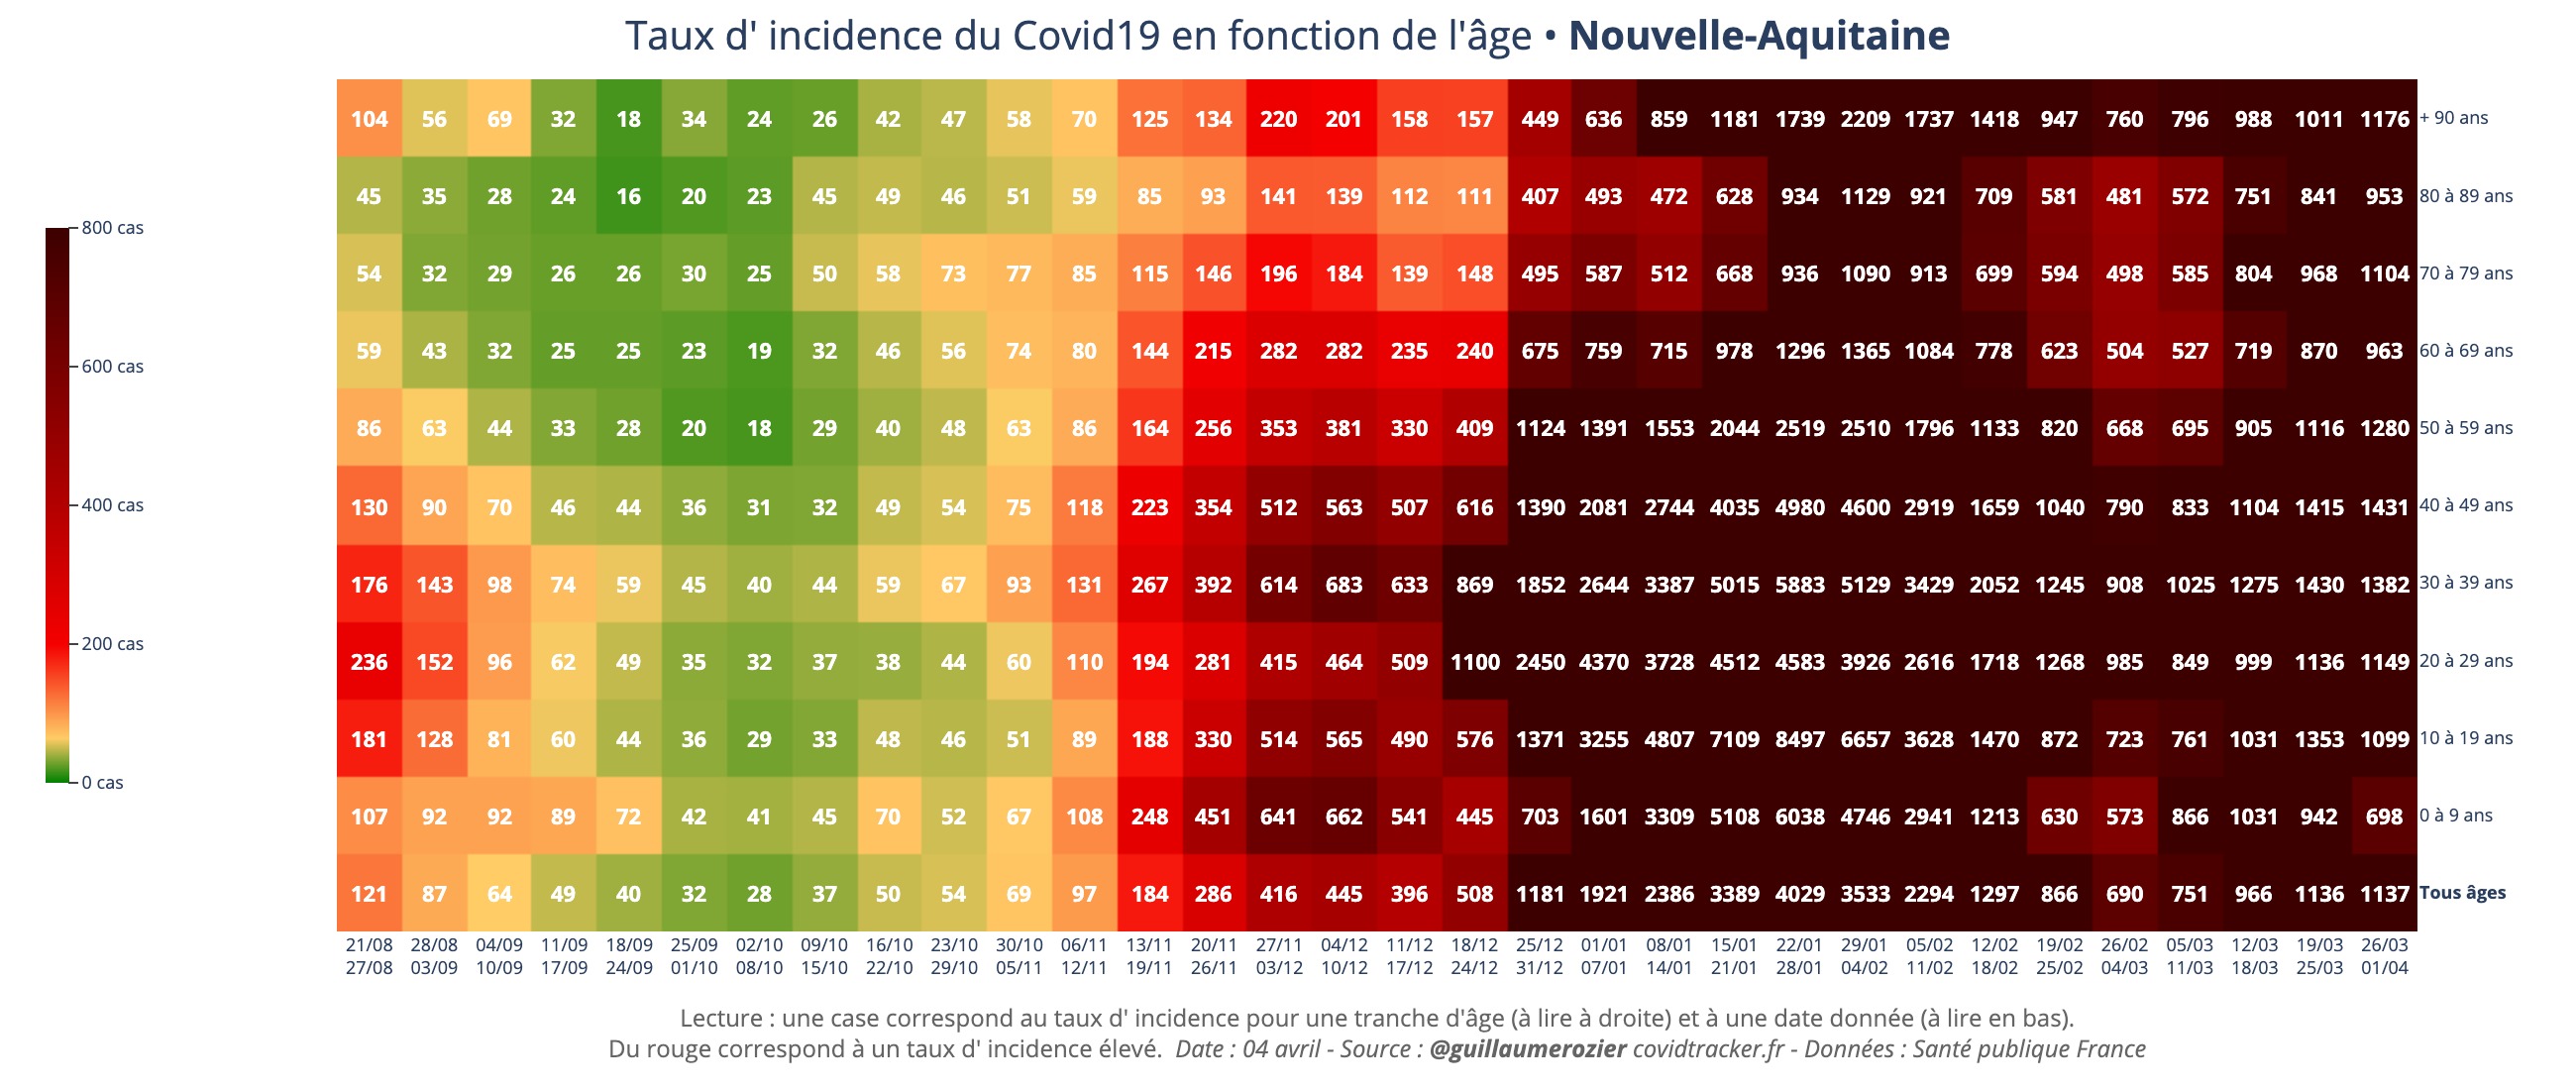 Taux d' incidence du Covid19 en fonction de l'âge • Nouvelle-Aquitaine
104 56 69 32 18 34 24 26 42 47 58 70 125 134 220 201 158 157 449 636 859 1181 1739 2209 1737 1418 947 760 796 988 1011 1176 + 90 ans
45 35 28 24 16 20 23 45 49 46 51 59 85 93 141 139 112 111 407 493 472 628 934 1129 921 709 581 481 572 751 841 953 80 à 89 ans
800 cas
54 32 29 26 26 30 25 50 58 73 77 85 115 146 196 184 139 148 495 587 512 668 936 1090 913 699 594 498 585 804 968 1104 70 à 79 ans
59 43 32 25 25 23 19 32 46 56 74 80 144 215 282 282 235 240 675 759 715 978 1296 1365 1084 778 623 504 527 719 870 963 60 à 69 ans
600 cas
86 63 44 33 28 20 18 29 40 48 63 86 164 256 353 381 330 409 1124 1391 1553 2044 2519 2510 1796 1133 820 668 695 905 1116 1280 50 à 59 ans
400 cas
130 90 70 46 44 36 31 32 49 54 75 118 223 354 512 563 507 616 1390 2081 2744 4035 4980 4600 2919 1659 1040 790 833 1104 1415 1431 40 à 49 ans
176 143 98 74 59 45 40 44 59 67 93 131 267 392 614 683 633 869 1852 2644 3387 5015 5883 5129 3429 2052 1245 908 1025 1275 1430 1382 30 à 39 ans
200 cas
236 152 96 62 49 35 32 37 38 44 60 110 194 281 415 464 509 1100 2450 4370 3728 4512 4583 3926 2616 1718 1268 985 849 999 1136 1149 20 à 29 ans
181 128 81 60 44 36 29 33 48 46 51 89 188 330 514 565 490 576 1371 3255 4807 7109 8497 6657 3628 1470 872 723 761 1031 1353 1099 10 à 19 ans
0 cas
107 92 92 89 72 42 41 45 70 52 67 108 248 451 641 662 541 445 703 1601 3309 5108 6038 4746 2941 1213 630 573 866 1031 942 698 0 à 9 ans
121 87 64 49 40 32 28 37 50 54 69 97 184 286 416 445 396 508 1181 1921 2386 3389 4029 3533 2294 1297 866 690 751 966 1136 1137 Tous âges
21/08 28/08 04/09 11/09 18/09 25/09 02/10 09/10 16/10 23/10 30/10 06/11 13/11 20/11 27/11 04/12 11/12 18/12 25/12 01/01 08/01 15/01 22/01 29/01 05/02 12/02 19/02 26/02 05/03 12/03 19/03 26/03
27/08 03/09 10/09 17/09 24/09 01/10 08/10 15/10 22/10 29/10 05/11 12/11 19/11 26/11 03/12 10/12 17/12 24/12 31/12 07/01 14/01 21/01 28/01 04/02 11/02 18/02 25/02 04/03 11/03 18/03 25/03 01/04
Lecture : une case correspond au taux d' incidence pour une tranche d'âge (à lire à droite) et à une date donnée (à lire en bas).
Du rouge correspond à un taux d' incidence élevé. Date : 04 avril - Source : @guillaumerozier covidtracker.fr - Données : Santé publique France